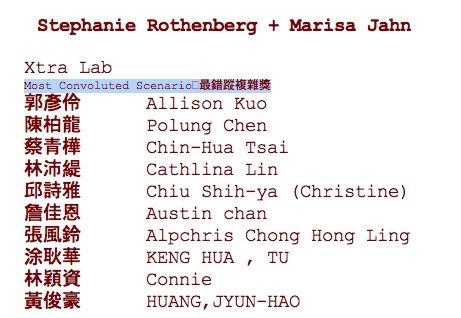 Stephanie Rothenberg + Marisa Jahn
Xtra Lab
Most Convoluted Scenario□最錯蹤複雜獎
郭彥伶 Allison Kuo
陳柏龍 Polung Chen
蔡青樺 Chin-Hua Tsai
林沛緹 Cathlina Lin
邱詩雅 Chiu Shih-ya (Christine)
詹佳恩 Austin chan
張風鈴 Alpchris Chong Hong Ling
涂耿華 KENG HUA , TU
林穎資 Connie
黃俊豪 HUANG,JYUN-HAO